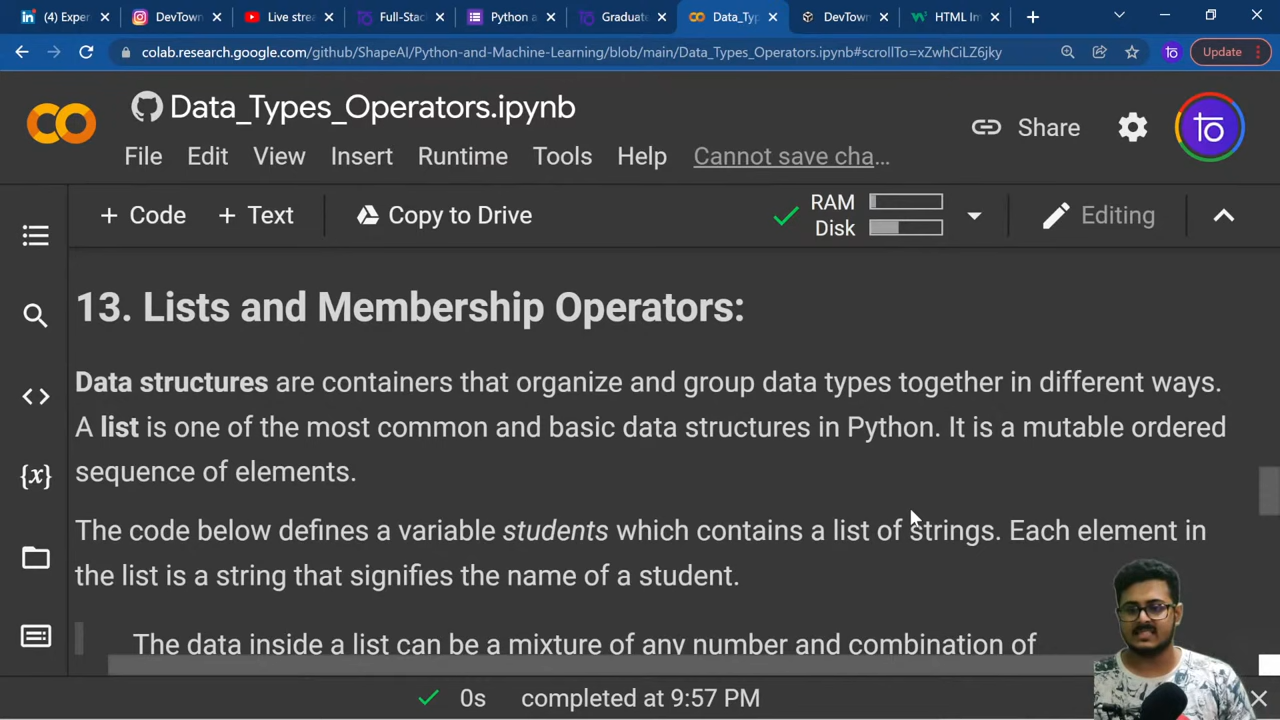 (4) Exper
DevTown
Live stre
Full-Stack
Python a
Graduate
Data_Typ
DevTown
HTML Im
Update
colab.research.google.com/github/ShapeAI/Python-and-Machine-Learning/blob/main/Data_Types_Operators.ipynb#scrollTo=xZwhCiLZ6jky
Data_Types_Operators.ipynb
Share
File Edit View Insert Runtime Tools Help Cannot save cha...
+ Code + Text Copy to Drive
RAM
Disk
Editing
13. Lists and Membership Operators:
Data structures are containers that organize and group data types together in different ways.
A list is one of the most common and basic data structures in Python. It is a mutable ordered
sequence of elements.
The code below defines a variable students which contains a list of strings. Each element in
the list is a string that signifies the name of a student.
The data inside a list can be a mixture of any number and combination of
0s completed at 9:57 PM